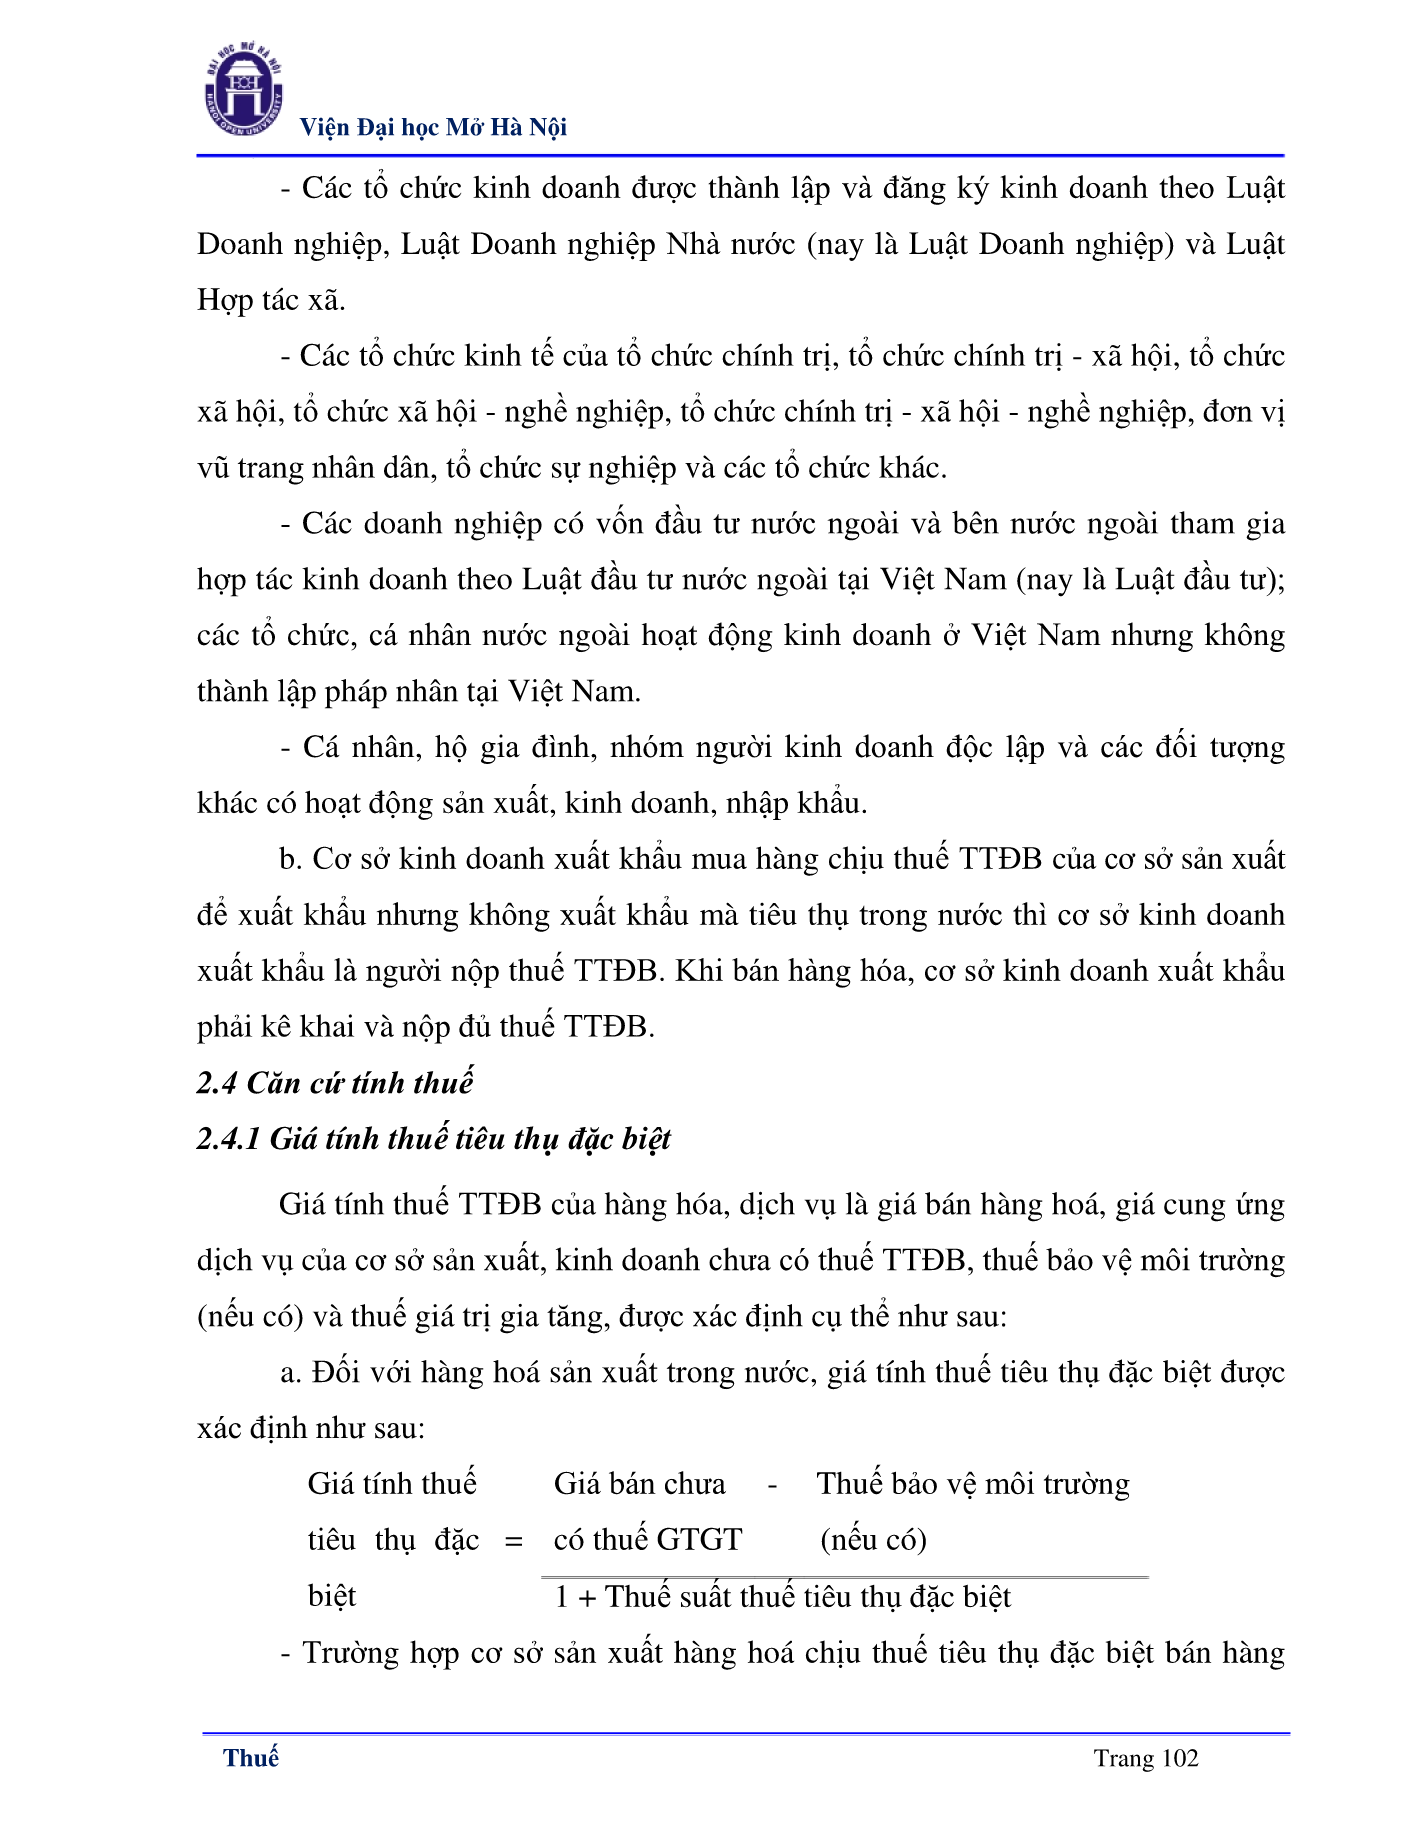 ĐẠI HỌC MỞ HÀ NỘI
HANOI OPEN UNIVERSITY
Viện Đại học Mở Hà Nội
- Các tổ chức kinh doanh được thành lập và đăng ký kinh doanh theo Luật
Doanh nghiệp, Luật Doanh nghiệp Nhà nước (nay là Luật Doanh nghiệp) và Luật
Hợp tác xã.
- Các tổ chức kinh tế của tổ chức chính trị, tổ chức chính trị - xã hội, tổ chức
xã hội, tổ chức xã hội - nghề nghiệp, tổ chức chính trị - xã hội - nghề nghiệp, đơn vị
vũ trang nhân dân, tổ chức sự nghiệp và các tổ chức khác.
- Các doanh nghiệp có vốn đầu tư nước ngoài và bên nước ngoài tham gia
hợp tác kinh doanh theo Luật đầu tư nước ngoài tại Việt Nam (nay là Luật đầu tư);
các tổ chức, cá nhân nước ngoài hoạt động kinh doanh ở Việt Nam nhưng không
thành lập pháp nhân tại Việt Nam.
- Cá nhân, hộ gia đình, nhóm người kinh doanh độc lập và các đối tượng
khác có hoạt động sản xuất, kinh doanh, nhập khẩu.
b. Cơ sở kinh doanh xuất khẩu mua hàng chịu thuế TTĐB của cơ sở sản xuất
để xuất khẩu nhưng không xuất khẩu mà tiêu thụ trong nước thì cơ sở kinh doanh
xuất khẩu là người nộp thuế TTĐB. Khi bán hàng hóa, cơ sở kinh doanh xuất khẩu
phải kê khai và nộp đủ thuế TTĐB.
2.4 Căn cứ tính thuế
2.4.1 Giá tính thuế tiêu thụ đặc biệt
Giá tính thuế TTĐB của hàng hóa, dịch vụ là giá bán hàng hoá, giá cung ứng
dịch vụ của cơ sở sản xuất, kinh doanh chưa có thuế TTĐB, thuế bảo vệ môi trường
(nếu có) và thuế giá trị gia tăng, được xác định cụ thể như sau:
a. Đối với hàng hoá sản xuất trong nước, giá tính thuế tiêu thụ đặc biệt được
xác định như sau:
Giá tính thuế Giá bán chưa - Thuế bảo vệ môi trường
tiêu thụ đặc = có thuế GTGT (nếu có)
biệt 1 + Thuế suất thuế tiêu thụ đặc biệt
- Trường hợp cơ sở sản xuất hàng hoá chịu thuế tiêu thụ đặc biệt bán hàng
Thuế Trang 102